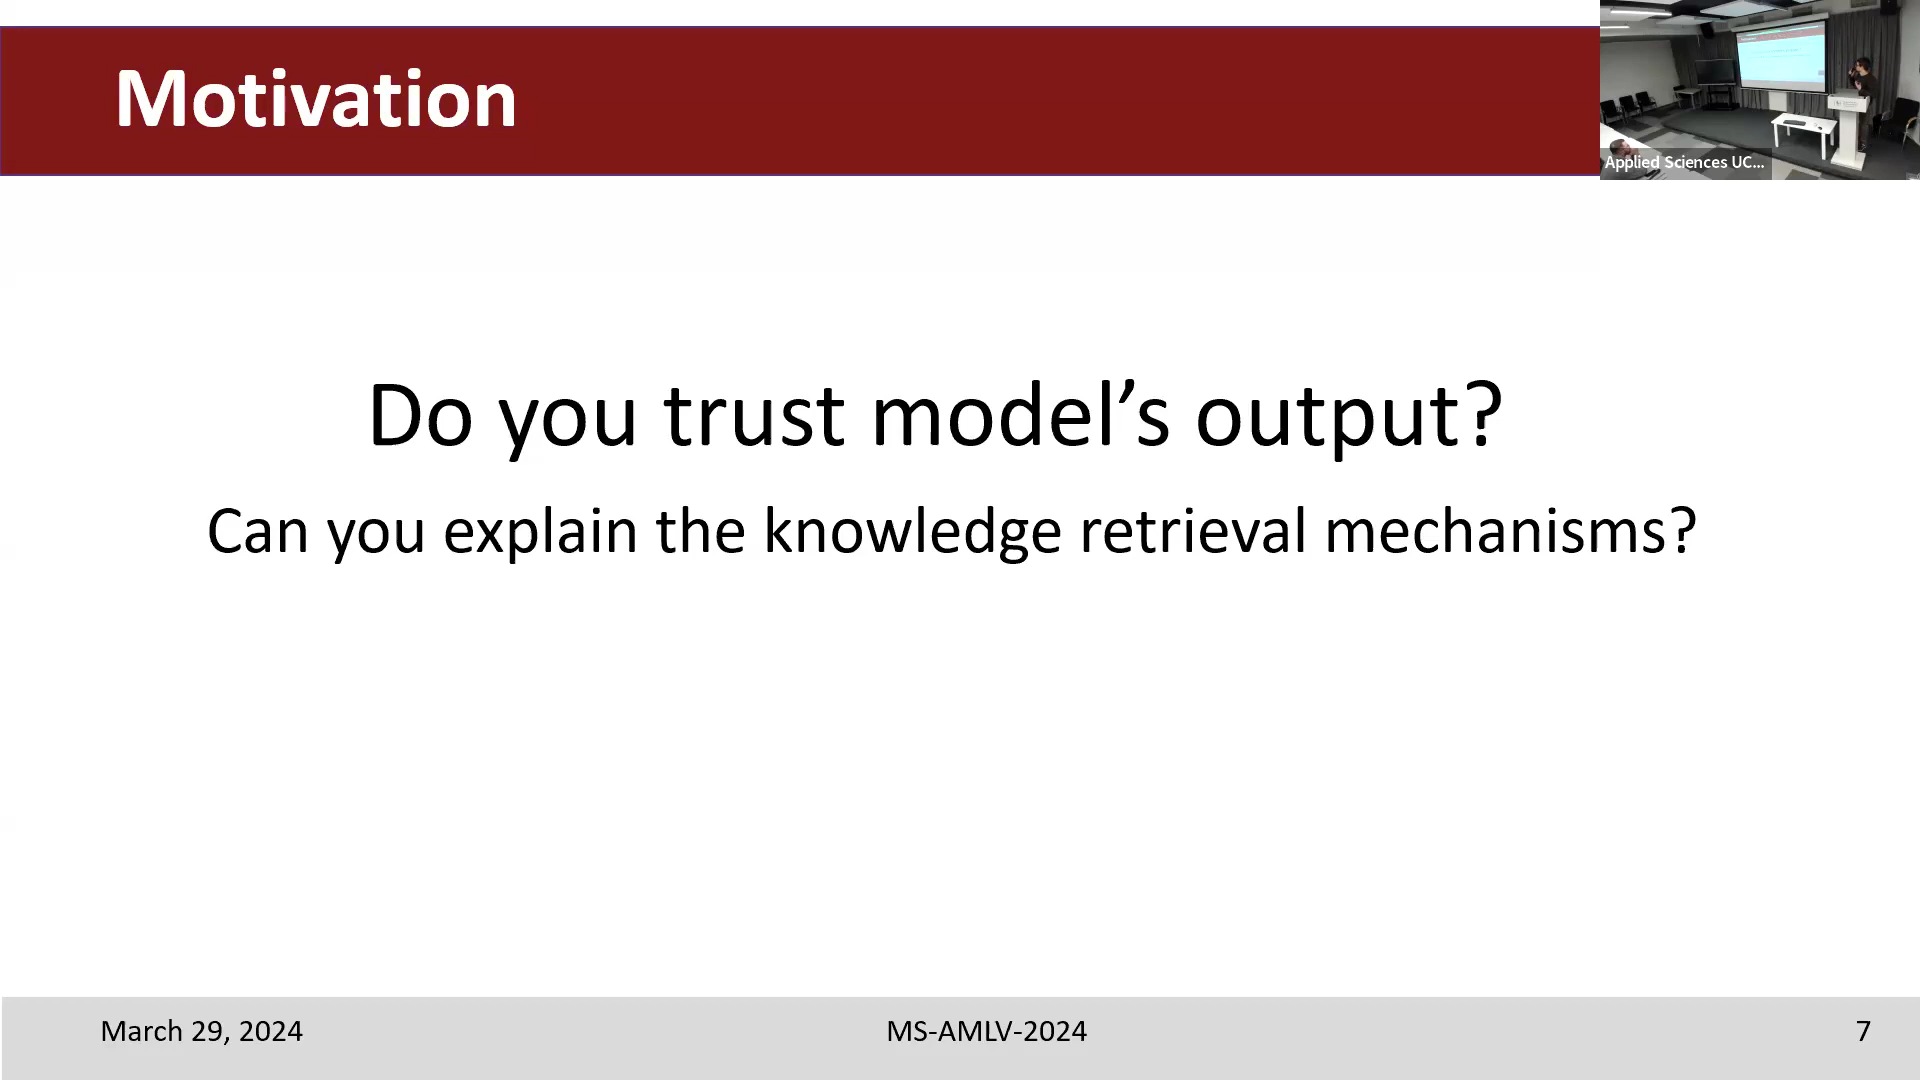 Motivation
Applied Sciences UC...
Do you trust model’s output?
Can you explain the knowledge retrieval mechanisms?
March 29, 2024
MS-AMLV-2024
7